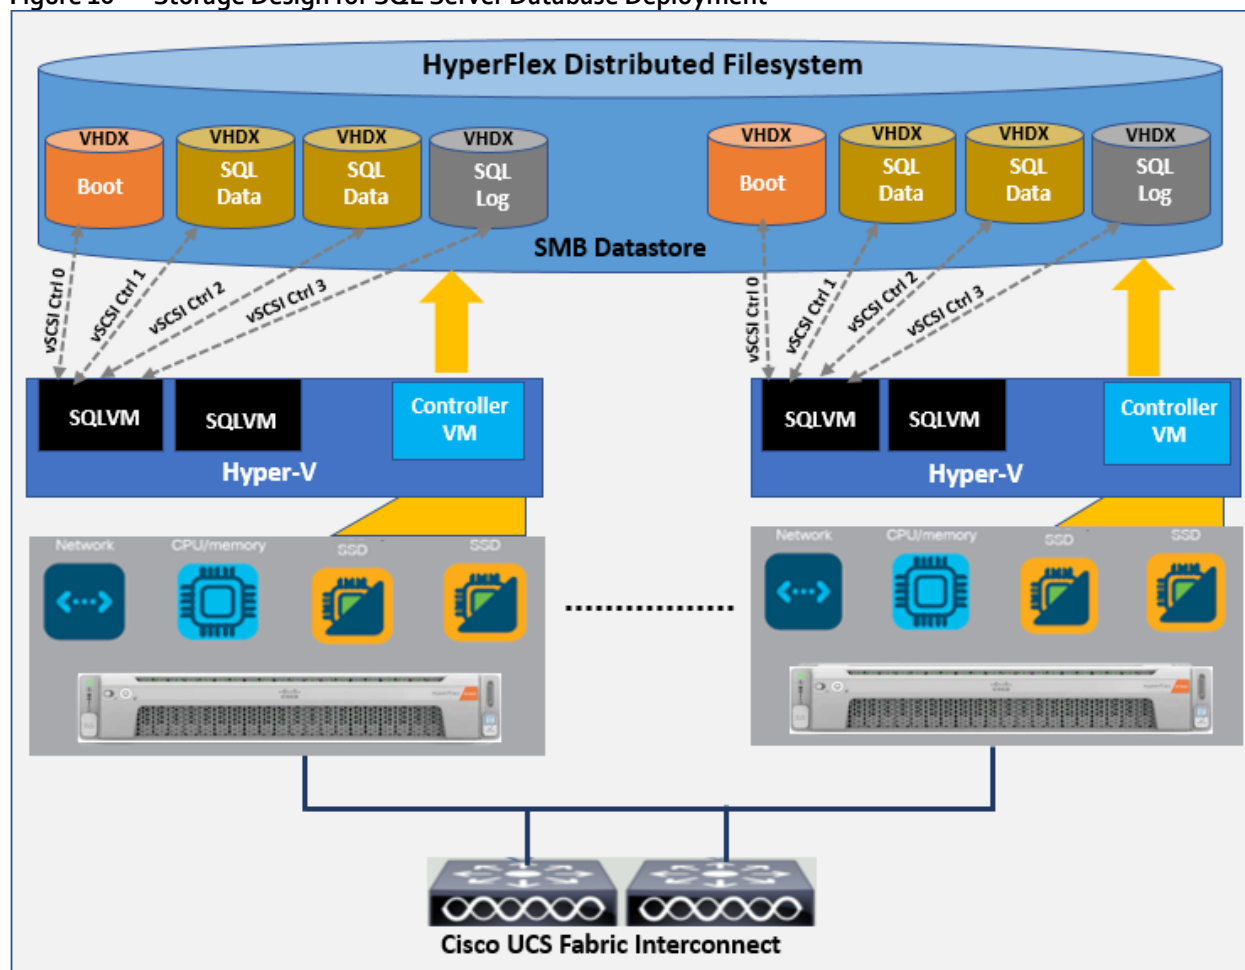 Figure 10 Storage Design for SQL Server Database Deployment
HyperFlex Distributed Filesystem
VHDX
Boot
VHDX
SQL
Data
VHDX
SQL
Data
VHDX
SQL
Log
VHDX
Boot
VHDX
SQL
Data
VHDX
SQL
Data
VHDX
SQL
Log
SMB Datastore
vSCSI Ctrl 0
vSCSI Ctrl 1
vSCSI Ctrl 2
vSCSI Ctrl 3
vSCSI Ctrl 0
vSCSI Ctrl 1
vSCSI Ctrl 2
vSCSI Ctrl 3
SQLVM
SQLVM
Controller
VM
Hyper-V
SQLVM
SQLVM
Controller
VM
Hyper-V
Network
CPU/memory
SSD
SSD
Network
CPU/memory
SSD
SSD
HyperFlex
HyperFlex
Cisco UCS Fabric Interconnect